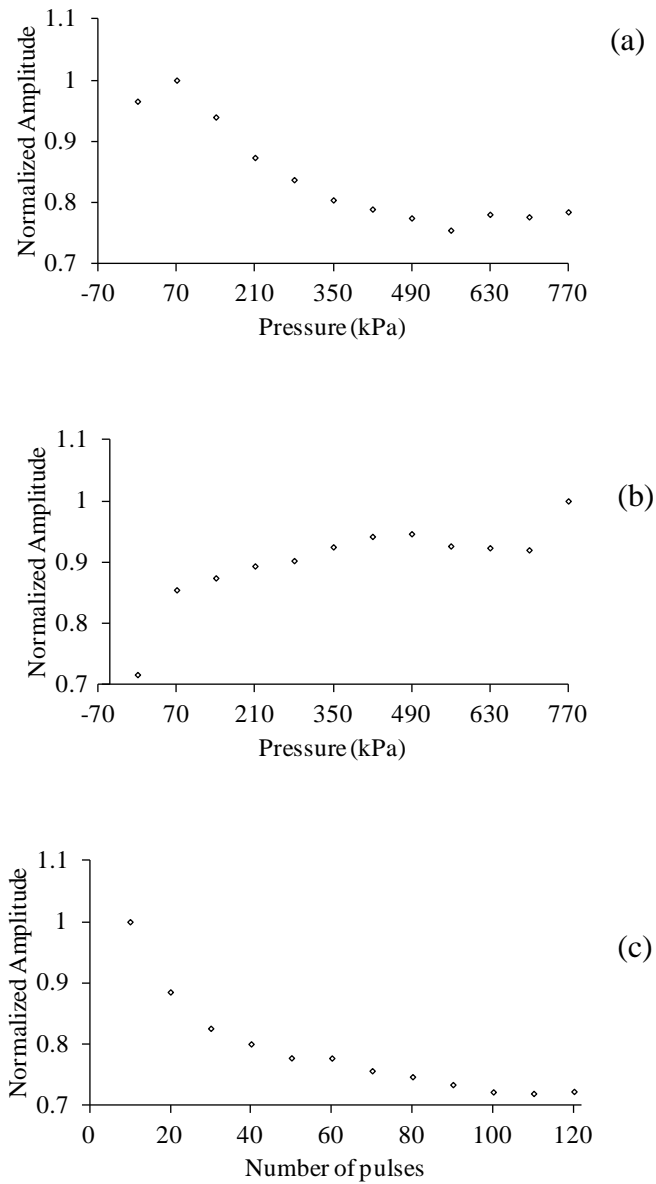 (a)
Normalized Amplitude
1.1
1
0.9
0.8
0.7
-70 70 210 350 490 630 770
Pressure (kPa)
(b)
Normalized Amplitude
1.1
1
0.9
0.8
0.7
-70 70 210 350 490 630 770
Pressure (kPa)
(c)
Normalized Amplitude
1.1
1
0.9
0.8
0.7
0 20 40 60 80 100 120
Number of pulses